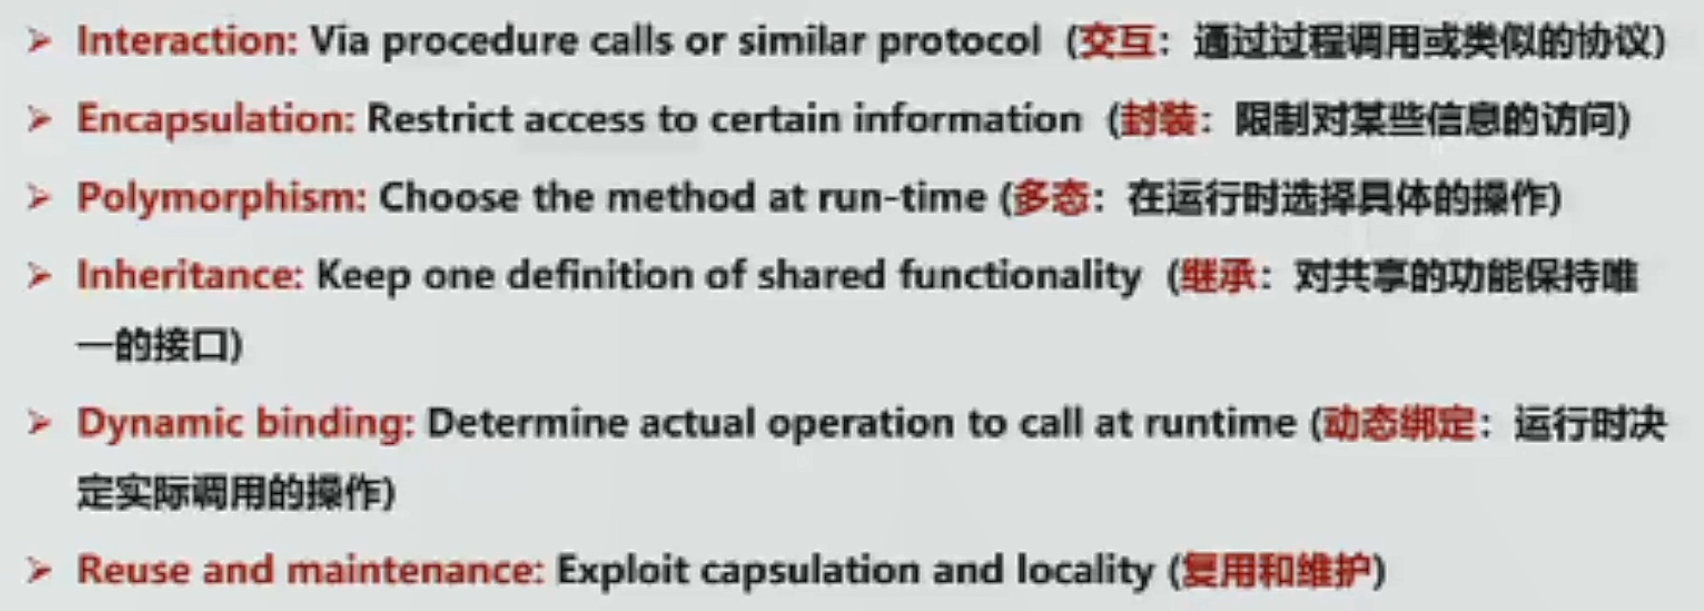 ➢ Interaction: Via procedure calls or similar protocol (交互：通过过程调用或类似的协议)
➢ Encapsulation: Restrict access to certain information (封装：限制对某些信息的访问)
➢ Polymorphism: Choose the method at run-time (多态：在运行时选择具体的操作)
➢ Inheritance: Keep one definition of shared functionality (继承：对共享的功能保持唯
一的接口)
➢ Dynamic binding: Determine actual operation to call at runtime (动态绑定：运行时决
定实际调用的操作)
➢ Reuse and maintenance: Exploit capsulation and locality (复用和维护)